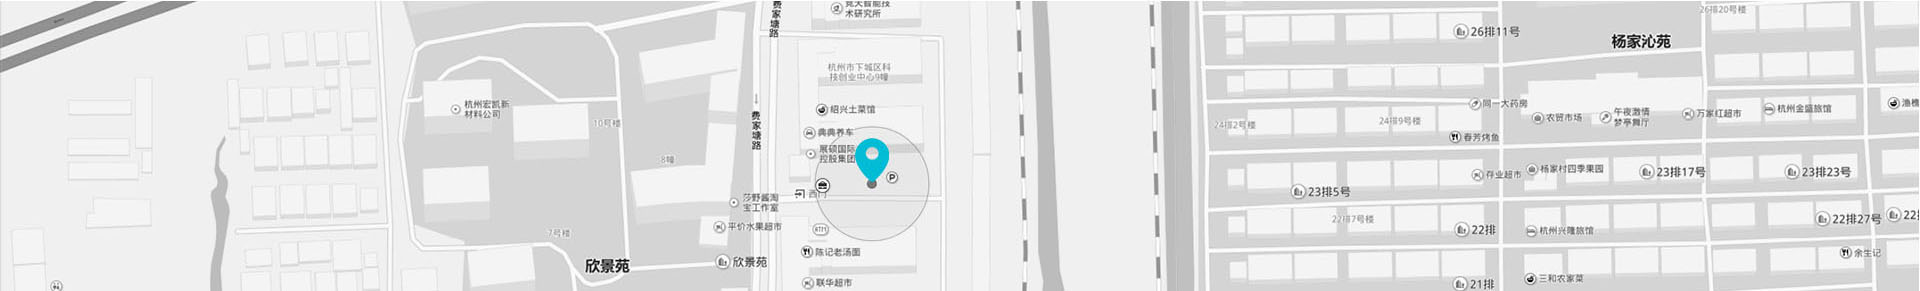 费家塘路
竞天智能技
术研究所
26排20号楼
26排11号
杨家沁苑
杭州市下城区科
技创业中心9幢
杭州宏凯新
材料公司
绍兴土菜馆
10号楼
费家塘路
典典养车
展硕国际
控股集团
8幢
P
西门
莎野酱淘
宝工作室
平价水果超市
7号楼
欣景苑
欣景苑
ATM
陈记老汤面
联华超市
同一大药房
24排2号楼
24排9号楼
春芳烤鱼
农贸市场
午夜激情
梦亭舞厅
万家红超市
杭州金盛旅馆
渔樵
存业超市
杨家村四季果园
23排17号
23排23号
23排5号
22排7号楼
22排
杭州兴隆旅馆
22排27号
22排
余生记
21排
三和农家菜